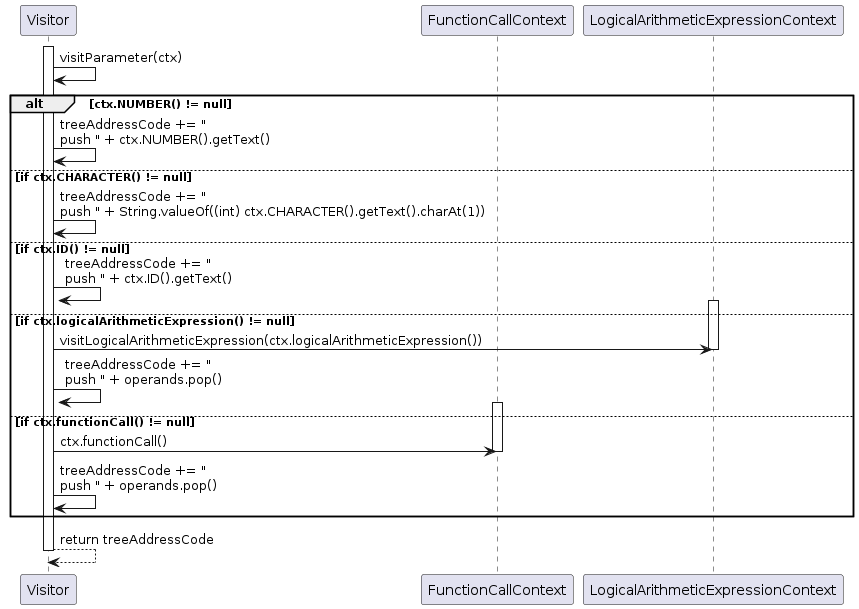 Visitor
FunctionCallContext
LogicalArithmeticExpressionContext
visitParameter(ctx)
alt
[ctx.NUMBER() != null]
treeAddressCode += "
push " + ctx.NUMBER().getText()
[if ctx.CHARACTER() != null]
treeAddressCode += "
push " + String.valueOf((int) ctx.CHARACTER().getText().charAt(1))
[if ctx.ID() != null]
treeAddressCode += "
push " + ctx.ID().getText()
[if ctx.logicalArithmeticExpression() != null]
visitLogicalArithmeticExpression(ctx.logicalArithmeticExpression())
treeAddressCode += "
push " + operands.pop()
[if ctx.functionCall() != null]
ctx.functionCall()
treeAddressCode += "
push " + operands.pop()
return treeAddressCode
Visitor
FunctionCallContext
LogicalArithmeticExpressionContext